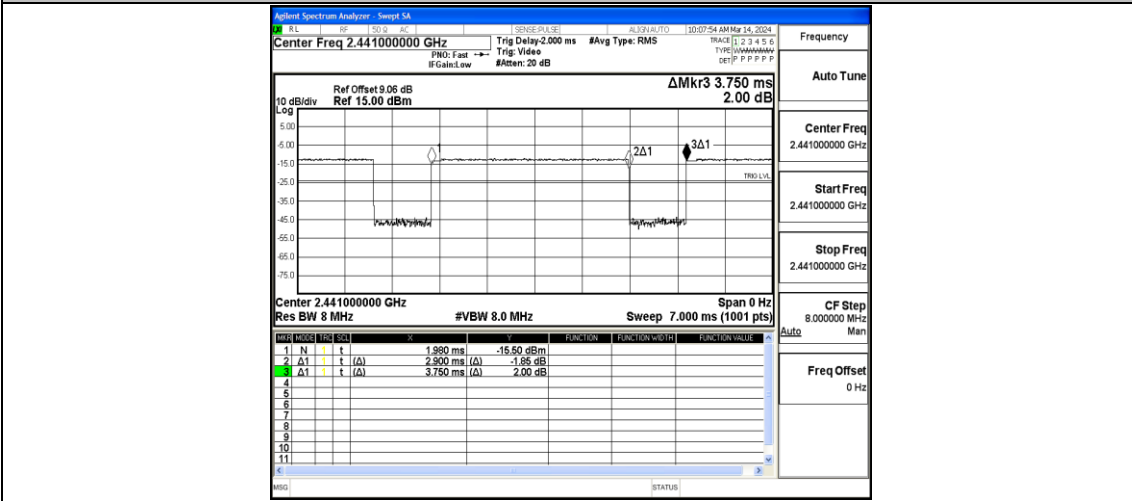 Agilent Spectrum Analyzer - Swept SA
RL RF 50 Ω AC SENSE:PULSE ALIGNAUTO 10:07:54 AM Mar 14, 2024
Center Freq 2.441000000 GHz
PNO: Fast
IFGain:Low
Trig Delay-2.000 ms
Trig: Video
#Atten: 20 dB
#Avg Type: RMS
TRACE 1 2 3 4 5 6
TYPE
DET P P P P P P
ΔMkr3 3.750 ms
2.00 dB
Ref Offset 9.06 dB
10 dB/div Ref 15.00 dBm
Log
5.00
-5.00
-15.0
-25.0
-35.0
-45.0
-55.0
-65.0
-75.0
1
2Δ1
3Δ1
TRIG LVL
Center 2.441000000 GHz Span 0 Hz
Res BW 8 MHz #VBW 8.0 MHz Sweep 7.000 ms (1001 pts)
MKR MODE TRC SCL X Y FUNCTION FUNCTION WIDTH FUNCTION VALUE
1 N 1 t 1.980 ms -15.50 dBm
2 Δ1 1 t (Δ) 2.900 ms (Δ) -1.85 dB
3 Δ1 1 t (Δ) 3.750 ms (Δ) 2.00 dB
4
5
6
7
8
9
10
11
MSG STATUS
Frequency
Auto Tune
Center Freq
2.441000000 GHz
Start Freq
2.441000000 GHz
Stop Freq
2.441000000 GHz
CF Step
8.000000 MHz
Auto Man
Freq Offset
0 Hz